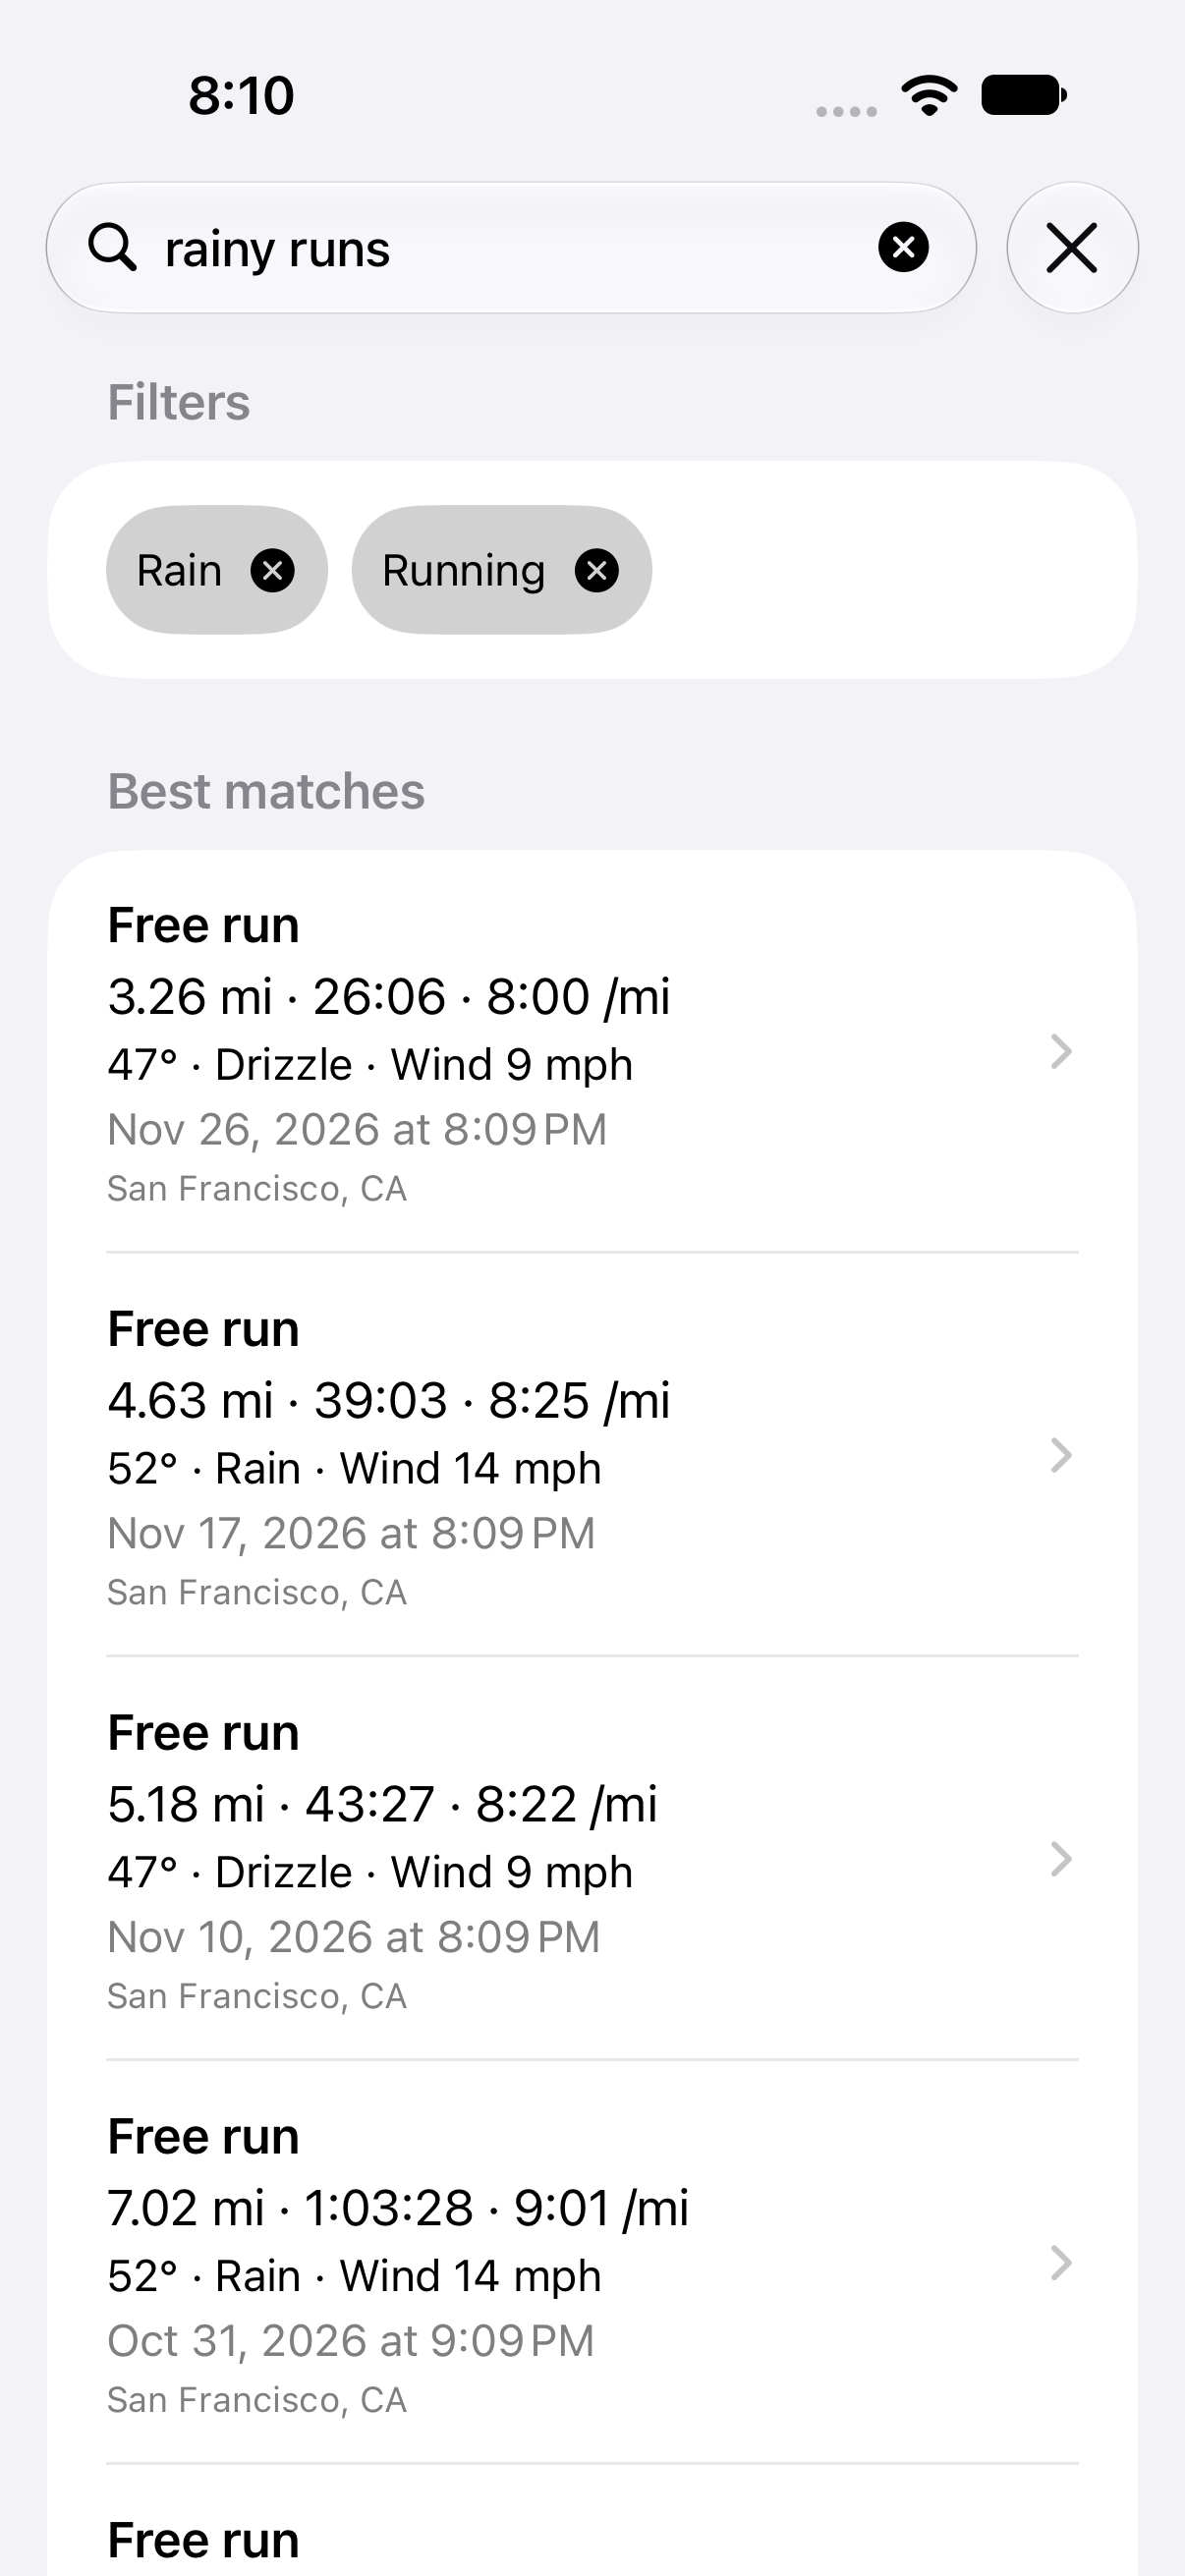 8:10
rainy runs
Filters
Rain
Running
Best matches
Free run
3.26 mi · 26:06 · 8:00 /mi
47° · Drizzle · Wind 9 mph
Nov 26, 2026 at 8:09 PM
San Francisco, CA
Free run
4.63 mi · 39:03 · 8:25 /mi
52° · Rain · Wind 14 mph
Nov 17, 2026 at 8:09 PM
San Francisco, CA
Free run
5.18 mi · 43:27 · 8:22 /mi
47° · Drizzle · Wind 9 mph
Nov 10, 2026 at 8:09 PM
San Francisco, CA
Free run
7.02 mi · 1:03:28 · 9:01 /mi
52° · Rain · Wind 14 mph
Oct 31, 2026 at 9:09 PM
San Francisco, CA
Free run